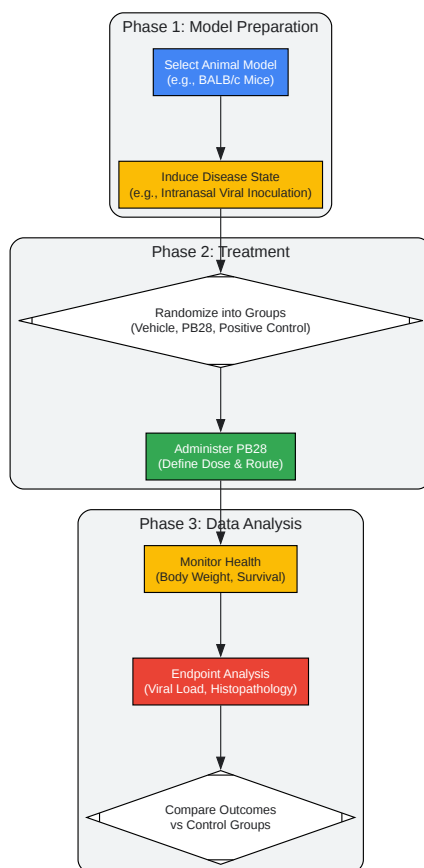 Phase 1: Model Preparation
Select Animal Model
(e.g., BALB/c Mice)
Induce Disease State
(e.g., Intranasal Viral Inoculation)
Phase 2: Treatment
Randomize into Groups
(Vehicle, PB28, Positive Control)
Administer PB28
(Define Dose & Route)
Phase 3: Data Analysis
Monitor Health
(Body Weight, Survival)
Endpoint Analysis
(Viral Load, Histopathology)
Compare Outcomes
vs Control Groups